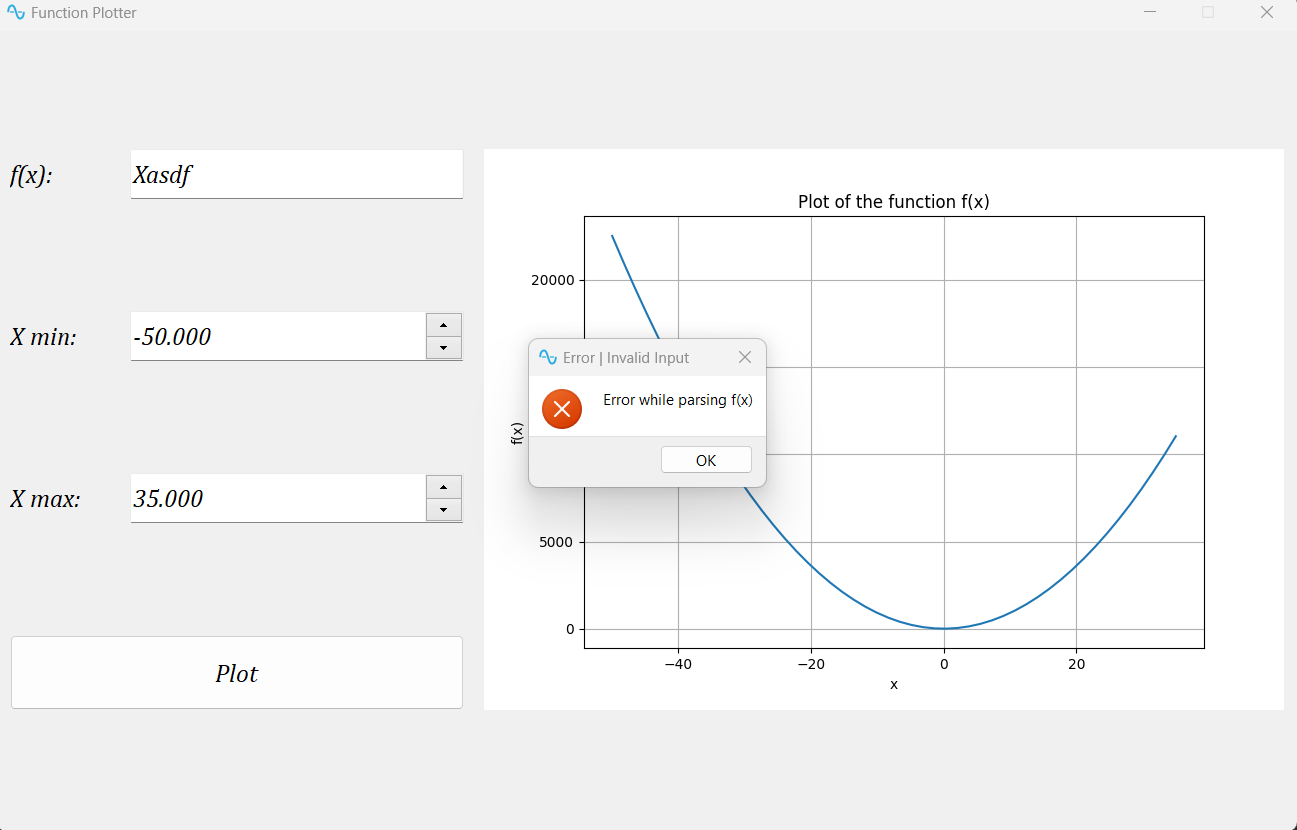 Function Plotter
f(x):
Xasdf
X min:
-50.000
X max:
35.000
Plot
Plot of the function f(x)
20000
5000
0
f(x)
−40
−20
0
20
x
Error | Invalid Input
Error while parsing f(x)
OK